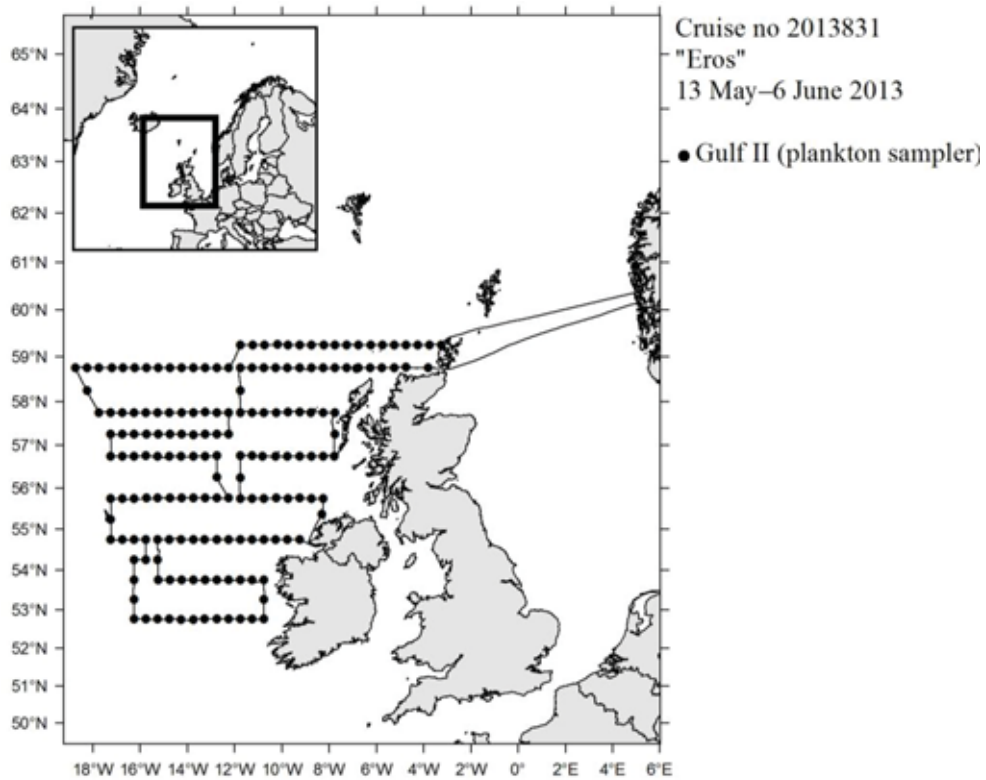 Cruise no 2013831
"Eros"
13 May–6 June 2013
Gulf II (plankton sampler)
65°N
64°N
63°N
62°N
61°N
60°N
59°N
58°N
57°N
56°N
55°N
54°N
53°N
52°N
51°N
50°N
18°W 16°W 14°W 12°W 10°W 8°W 6°W 4°W 2°W 0° 2°E 4°E 6°E